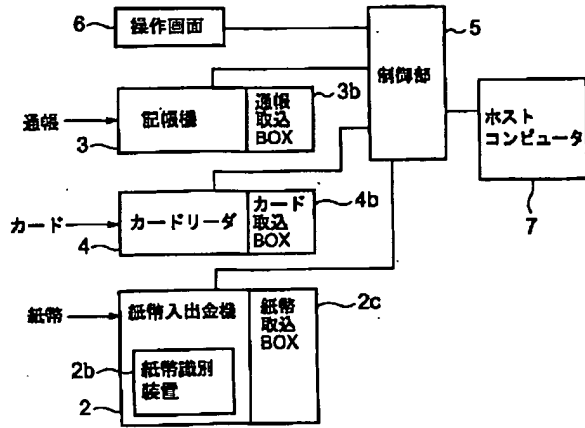 6
操作画面
5
制御部
3b
通帳
記帳機
通帳
取込
BOX
3
ホスト
コンピュータ
7
4b
カード
カードリーダ
カード
取込
BOX
4
紙幣
紙幣入出金機
紙幣
取込
BOX
2c
2b
紙幣識別
装置
2